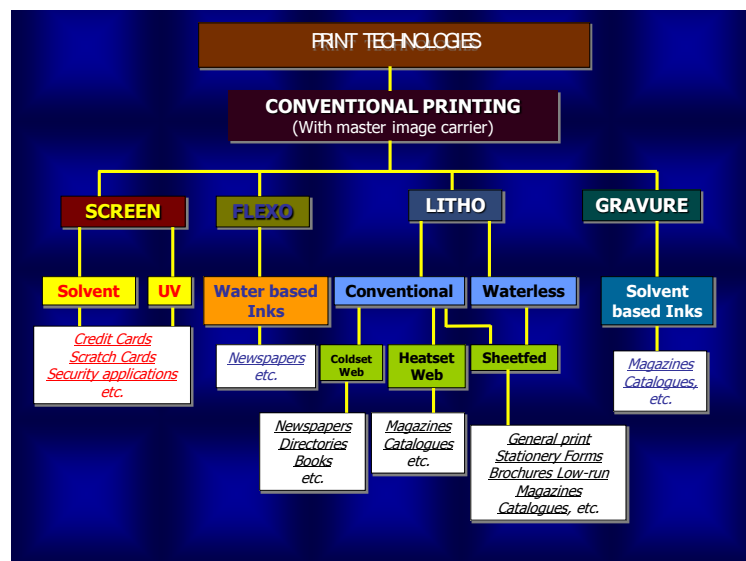 PRINT TECHNOLOGIES
CONVENTIONAL PRINTING
(With master image carrier)
SCREEN
FLEXO
LITHO
GRAVURE
Solvent
UV
Water based
Inks
Conventional
Waterless
Solvent
based Inks
Credit Cards
Scratch Cards
Security applications
etc.
Newspapers
etc.
Coldset
Web
Heatset
Web
Sheetfed
Magazines
Catalogues,
etc.
Newspapers
Directories
Books
etc.
Magazines
Catalogues
etc.
General print
Stationery Forms
Brochures Low-run
Magazines
Catalogues, etc.